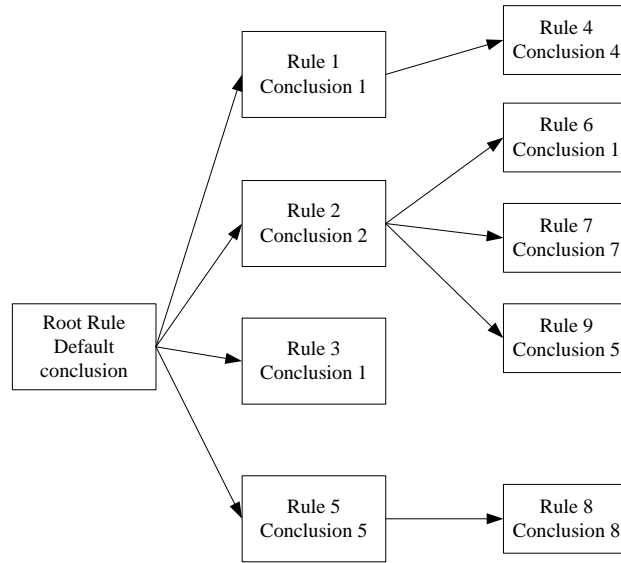 Rule 4
Conclusion 4
Rule 1
Conclusion 1
Rule 6
Conclusion 1
Rule 2
Conclusion 2
Rule 7
Conclusion 7
Root Rule
Default
conclusion
Rule 9
Conclusion 5
Rule 3
Conclusion 1
Rule 5
Conclusion 5
Rule 8
Conclusion 8